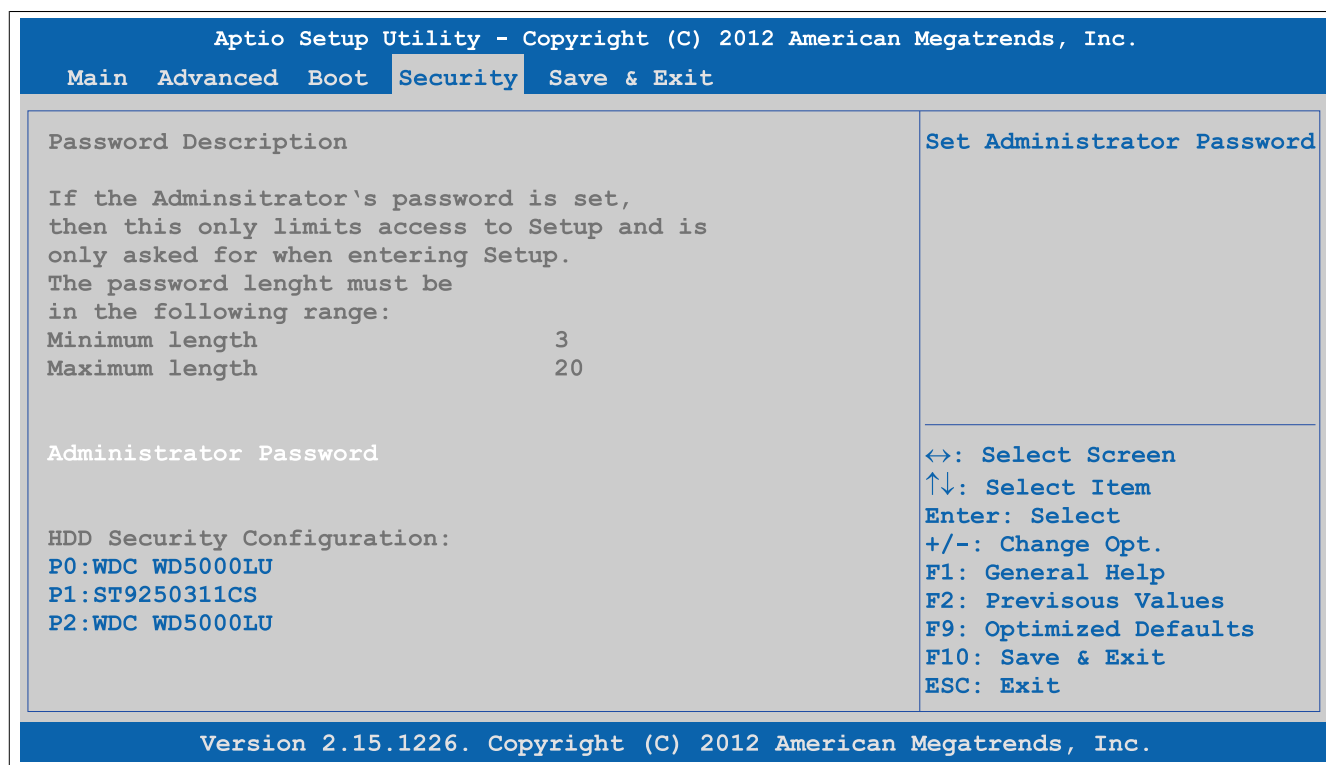 Aptio Setup Utility - Copyright (C) 2012 American Megatrends, Inc.
Main Advanced Boot Security Save & Exit
Password Description
If the Adminsitrator‛s password is set,
then this only limits access to Setup and is
only asked for when entering Setup.
The password lenght must be
in the following range:
Minimum length 3
Maximum length 20
Administrator Password
HDD Security Configuration:
P0:WDC WD5000LU
P1:ST9250311CS
P2:WDC WD5000LU
Set Administrator Password
↔: Select Screen
↑↓: Select Item
Enter: Select
+/-: Change Opt.
F1: General Help
F2: Previsous Values
F9: Optimized Defaults
F10: Save & Exit
ESC: Exit
Version 2.15.1226. Copyright (C) 2012 American Megatrends, Inc.